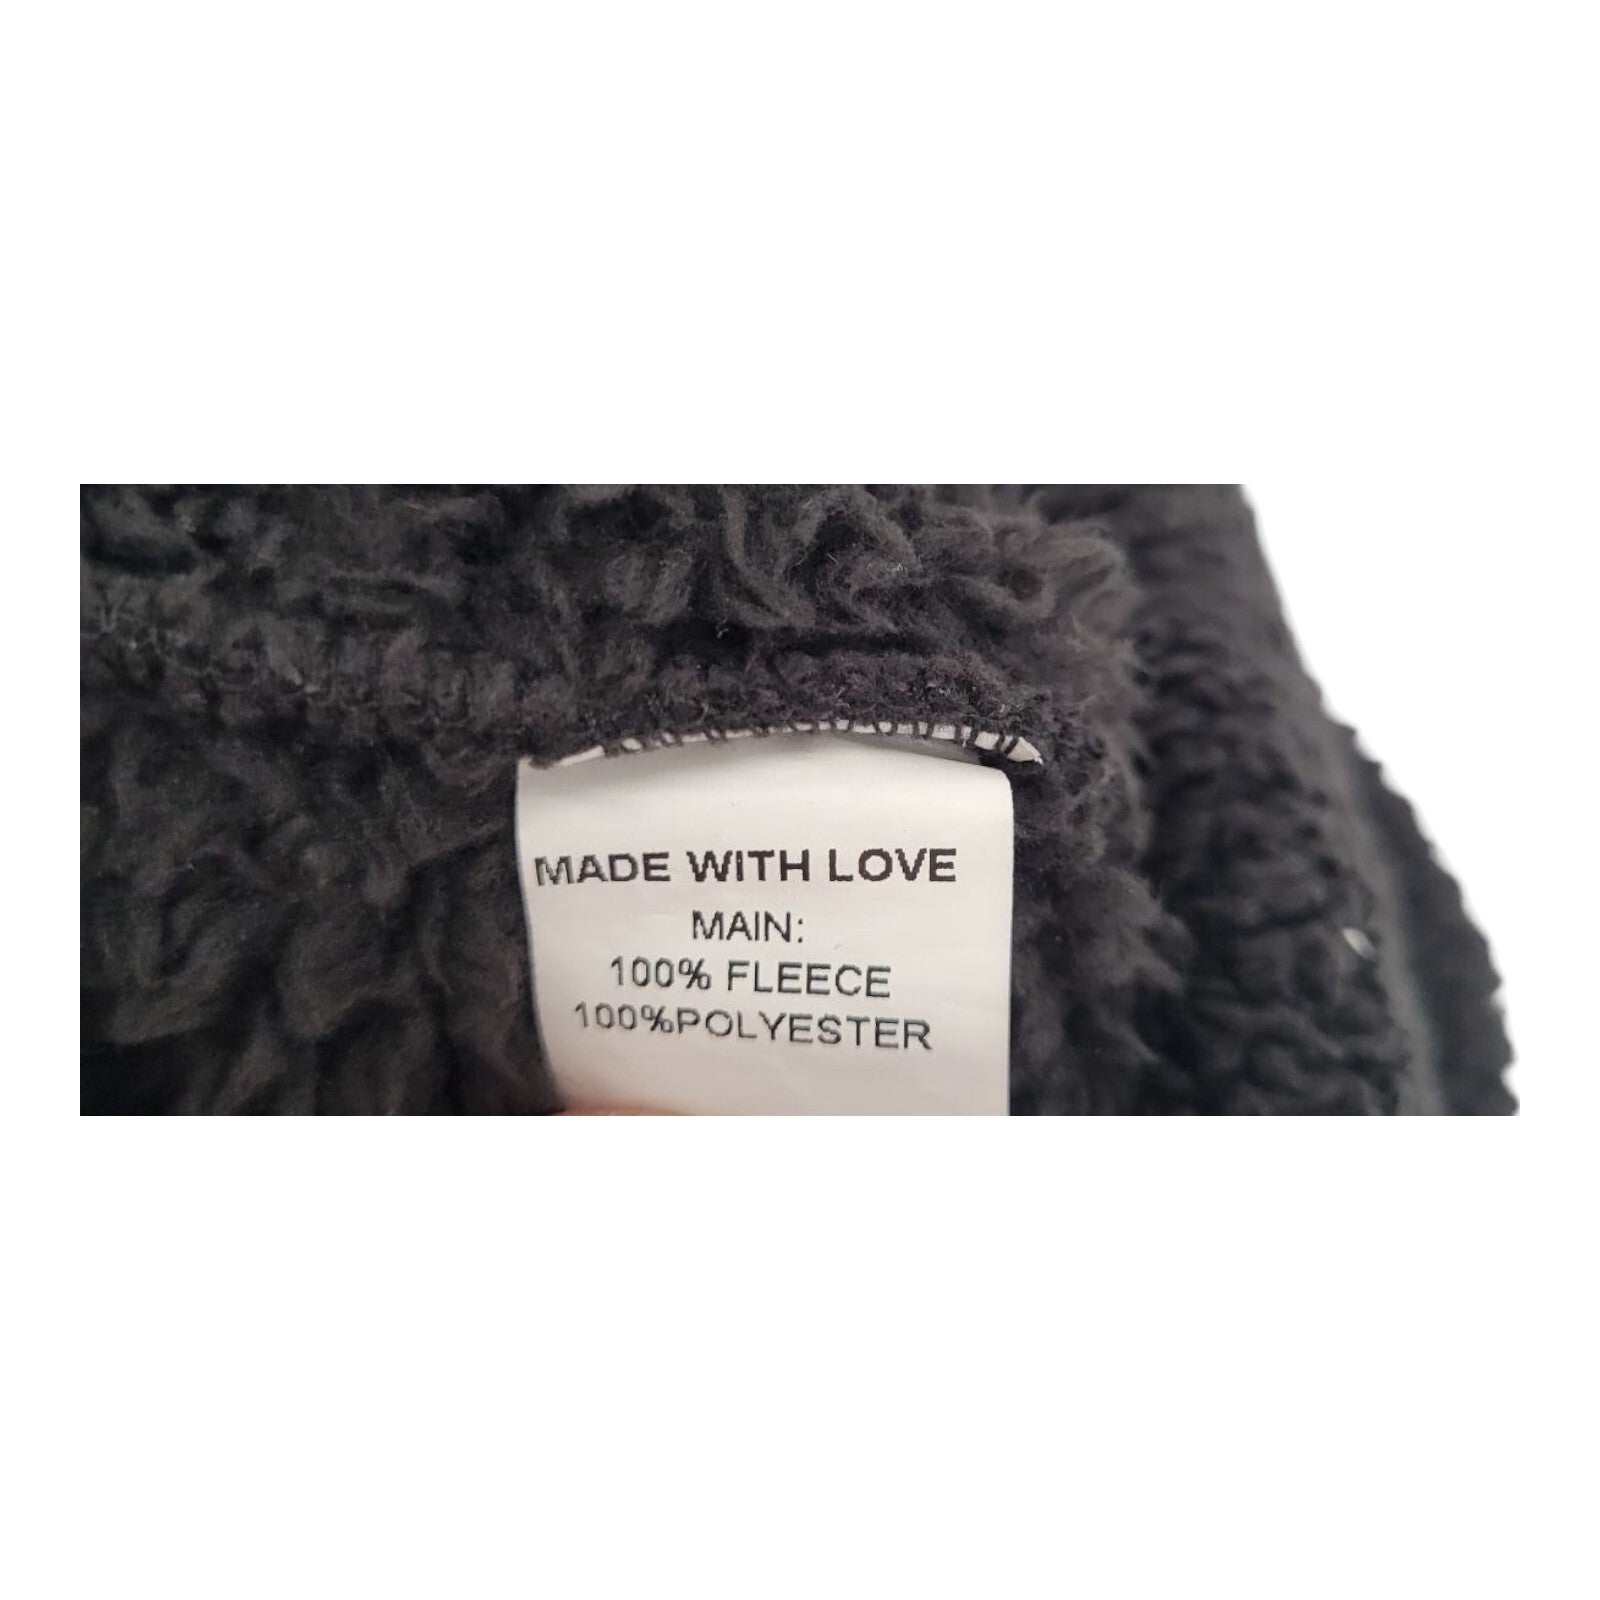 MADE WITH LOVE
MAIN:
100% FLEECE
100%POLYESTER